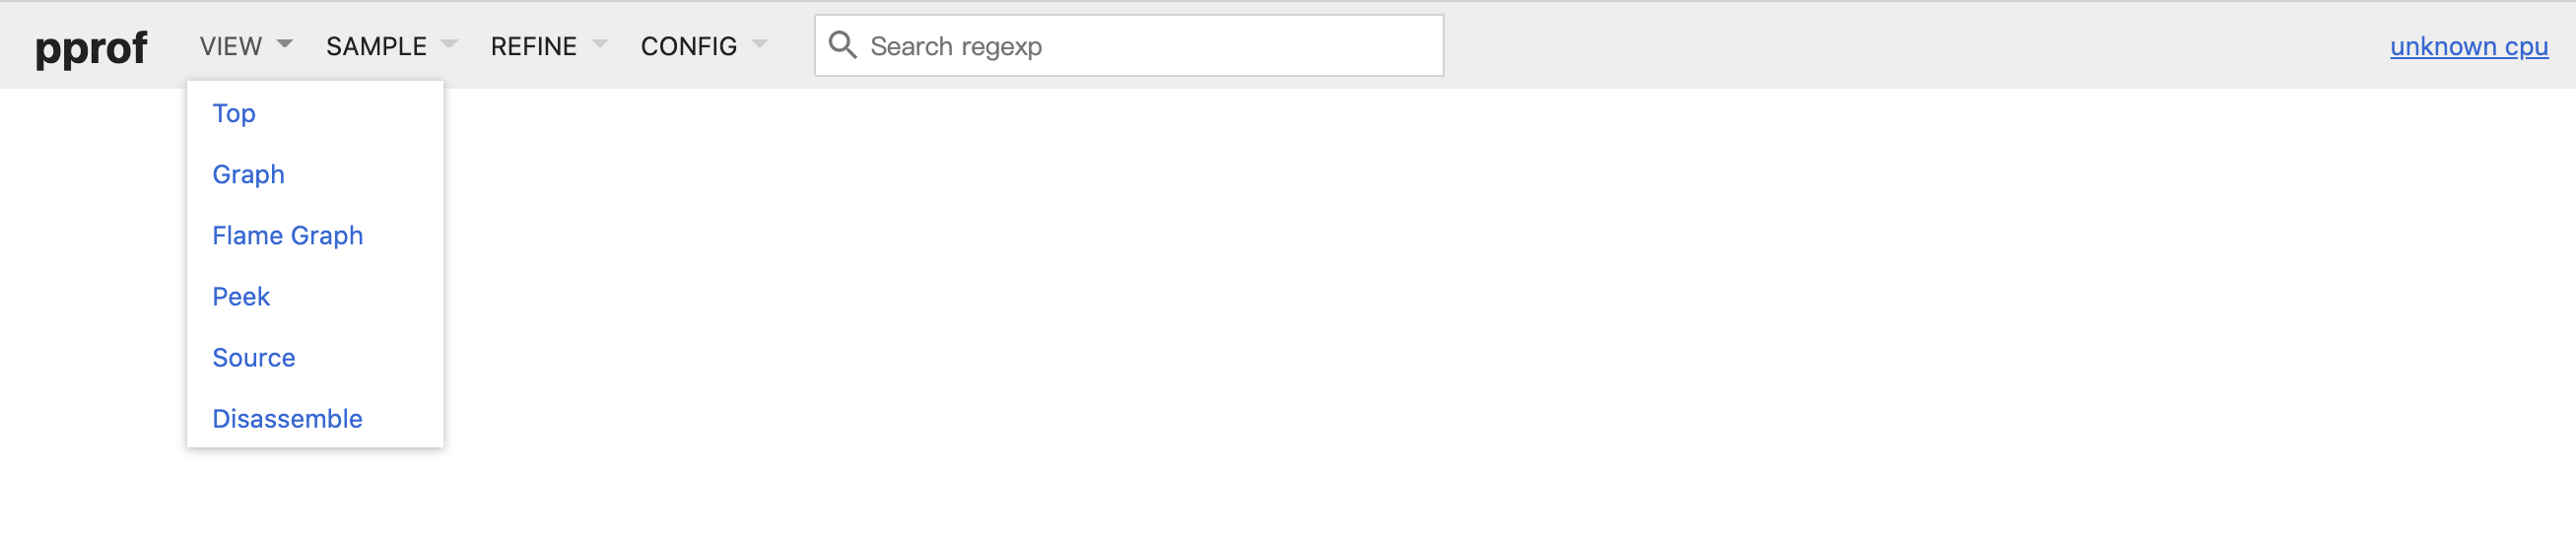 pprof VIEW SAMPLE REFINE CONFIG Search regexp unknown cpu
Top
Graph
Flame Graph
Peek
Source
Disassemble